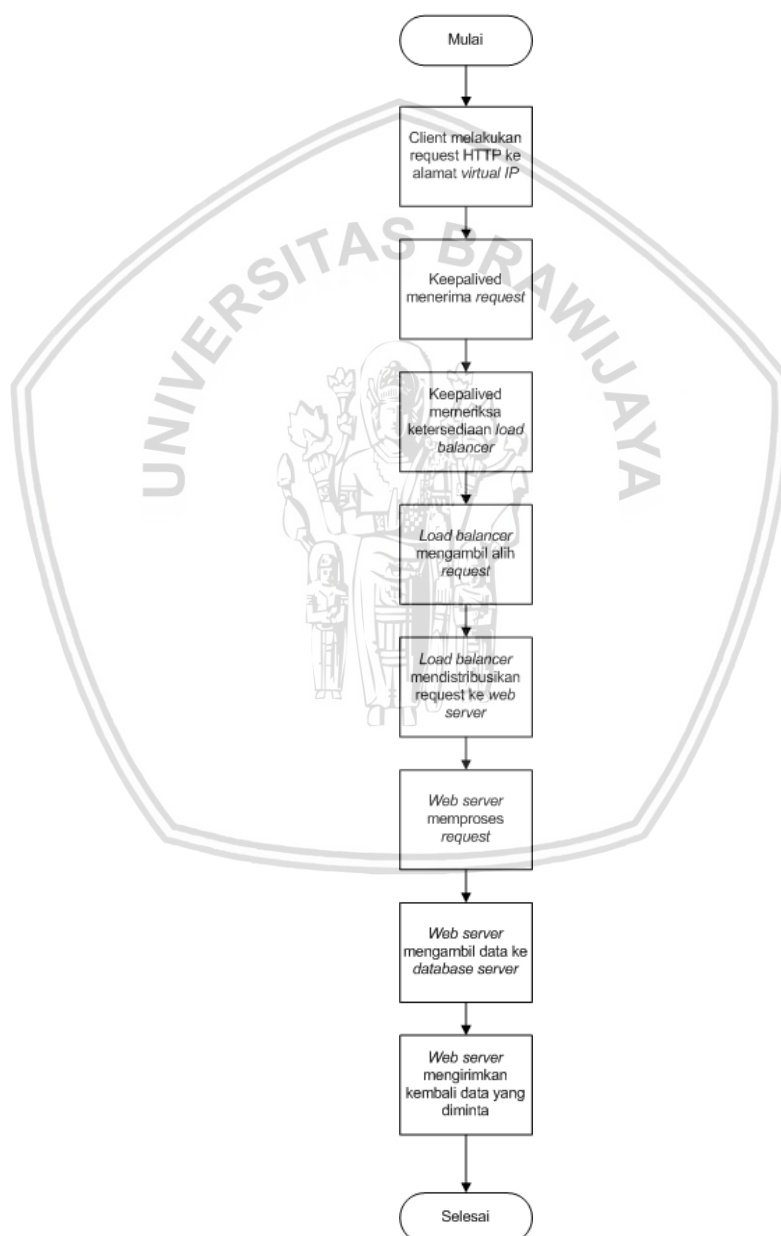 Mulai
Client melakukan
request HTTP ke
alamat virtual IP
UNIVERSITAS BRAWIJAYA
Keepalived
menerima request
Keepalived
memeriksa
ketersediaan load
balancer
Load balancer
mengambil alih
request
Load balancer
mendistribusikan
request ke web
server
Web server
memproses
request
Web server
mengambil data ke
database server
Web server
mengirimkan
kembali data yang
diminta
Selesai